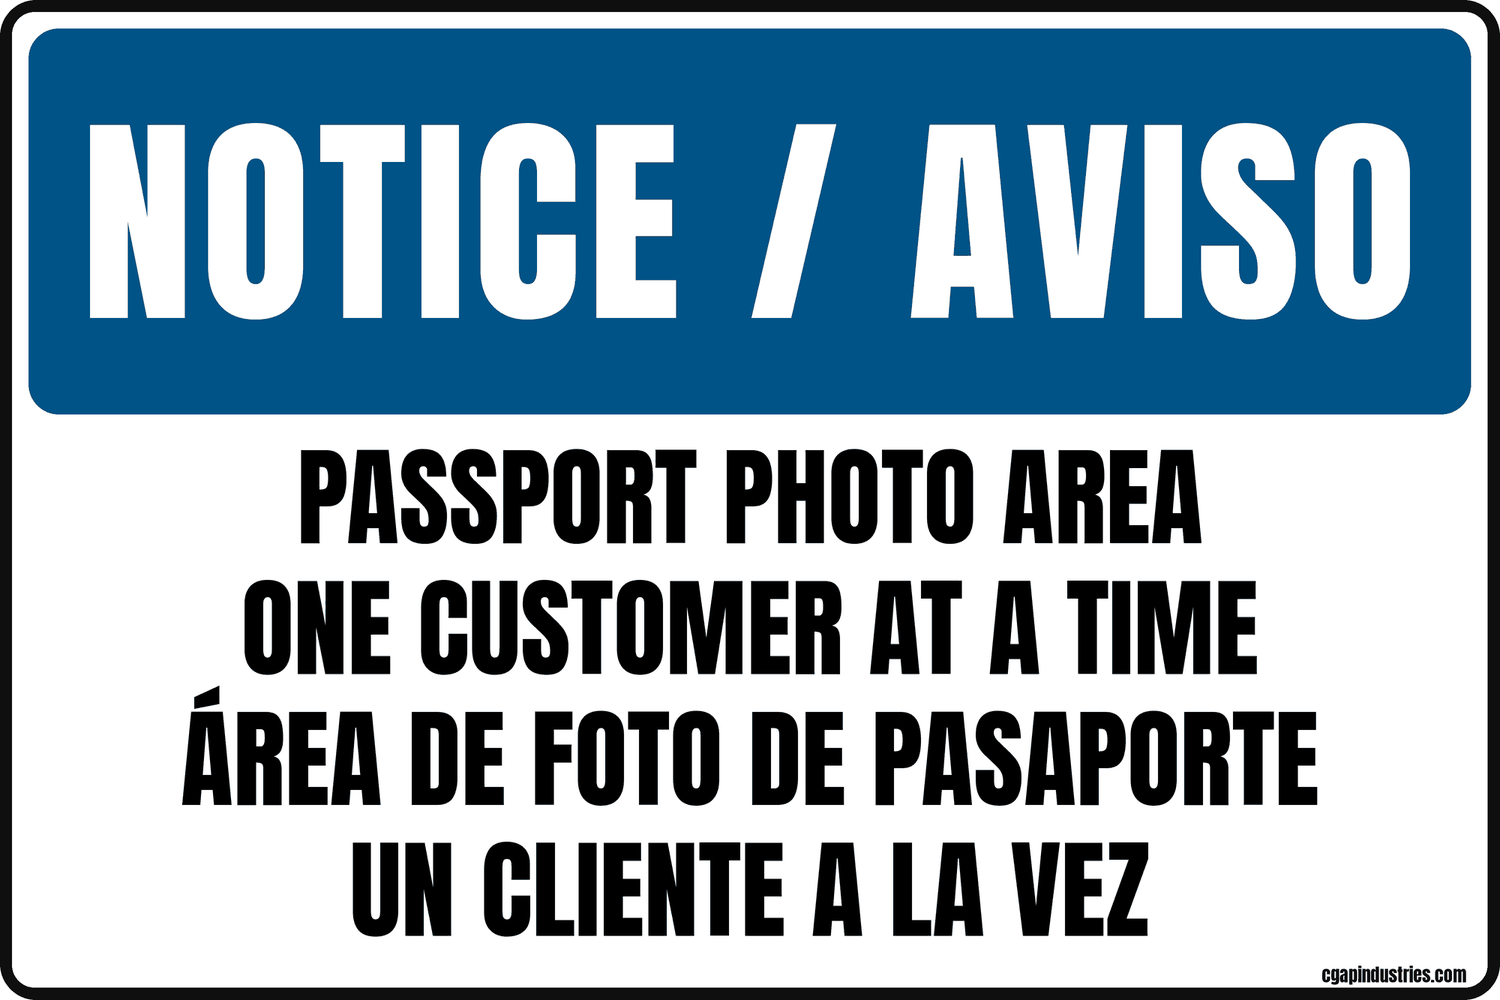 NOTICE / AVISO
PASSPORT PHOTO AREA
ONE CUSTOMER AT A TIME
ÁREA DE FOTO DE PASAPORTE
UN CLIENTE A LA VEZ
cgapindustries.com